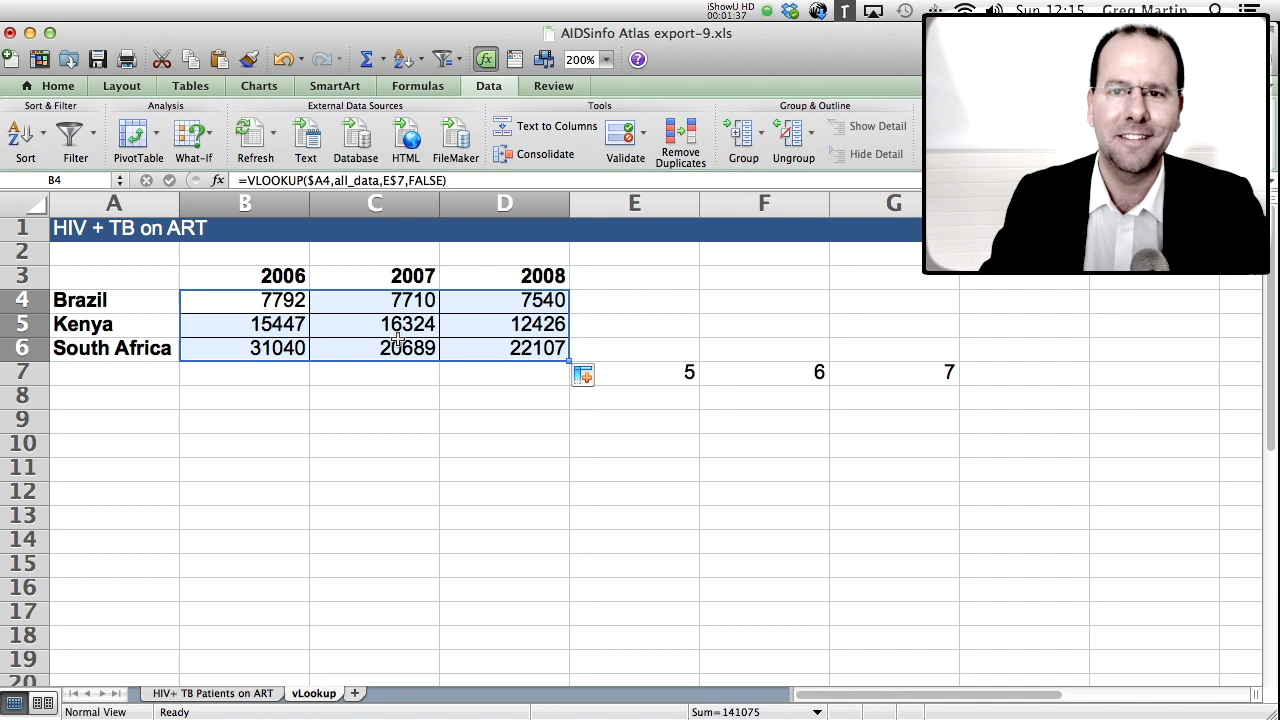 iShowU HD
00:01:37
Sun 12:15 Greg Martin
AIDSinfo Atlas export-9.xls
200%
Home Layout Tables Charts SmartArt Formulas Data Review
Sort & Filter Analysis External Data Sources Tools Group & Outline
Sort Filter PivotTable What-If Refresh Text Database HTML FileMaker Text to Columns Consolidate Validate Remove Duplicates Group Ungroup Show Detail Hide Detail
B4 fx =VLOOKUP($A4,all_data,E$7,FALSE)
A B C D E F G
1 HIV + TB on ART
2
3 2006 2007 2008
4 Brazil 7792 7710 7540
5 Kenya 15447 16324 12426
6 South Africa 31040 20689 22107
7 5 6 7
8
9
10
11
12
13
14
15
16
17
18
19
20
HIV+ TB Patients on ART vLookup
Normal View Ready Sum=141075